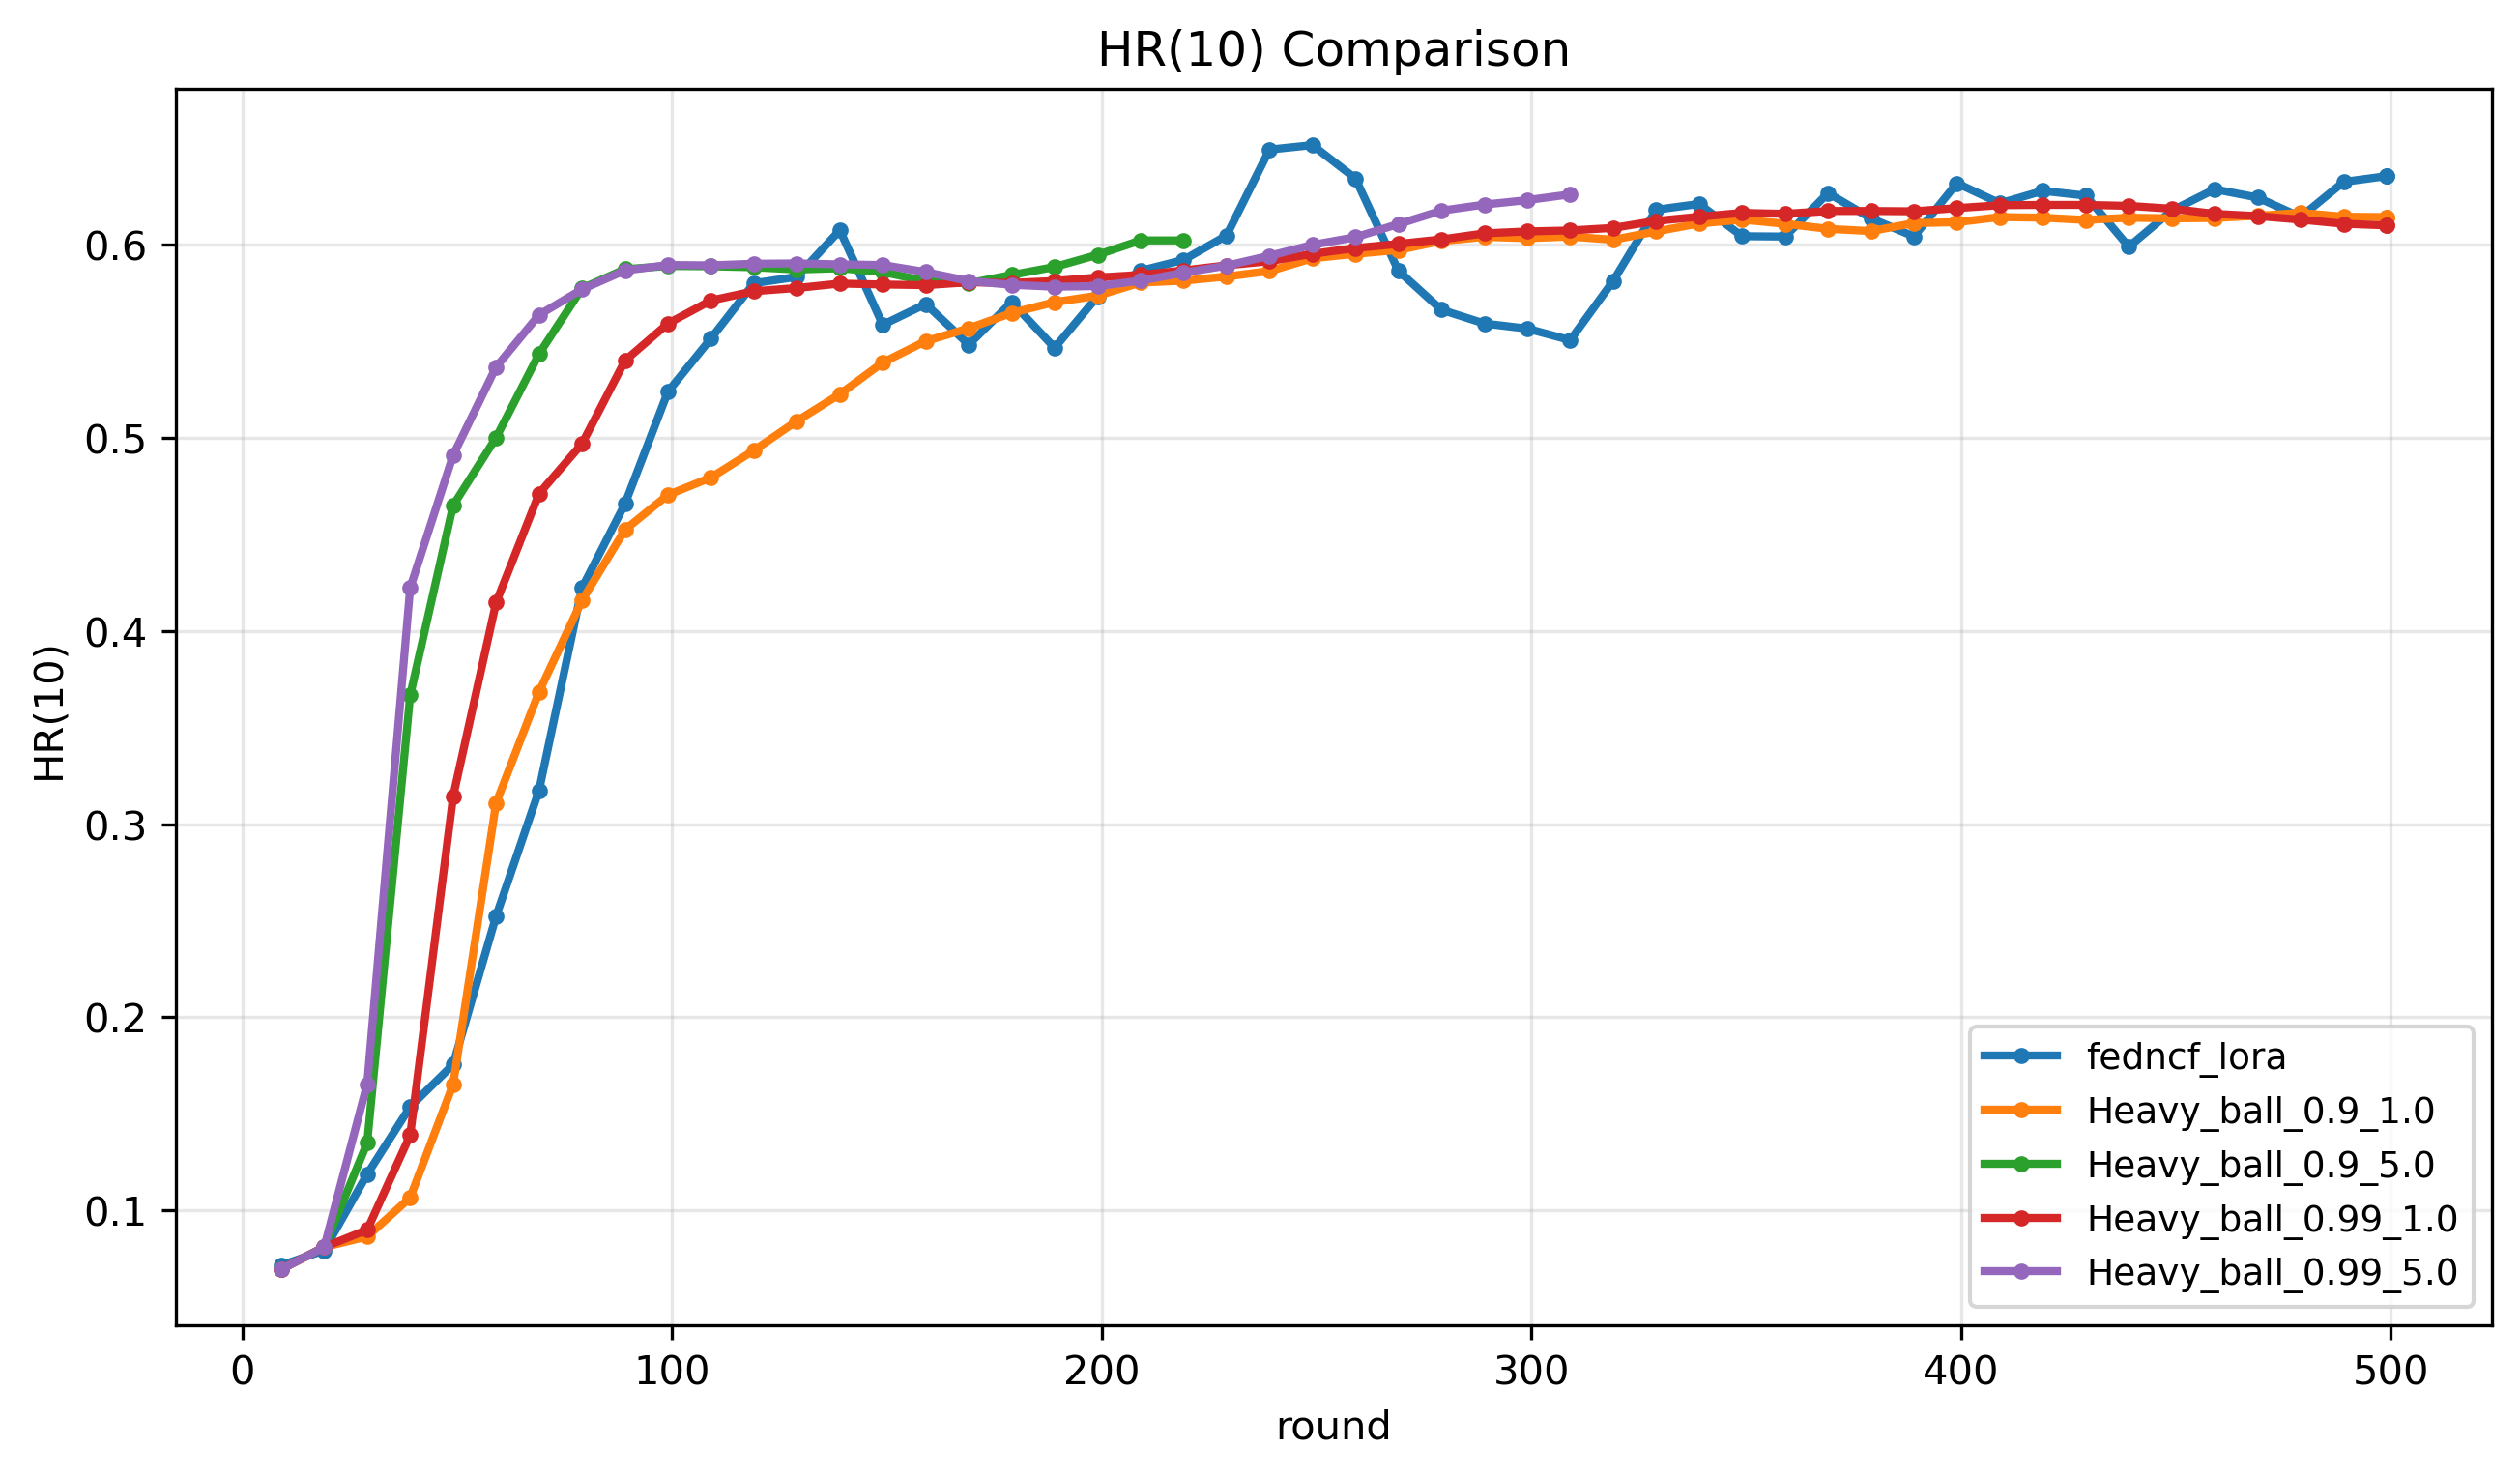 HR(10) Comparison
HR(10)
0.6
0.5
0.4
0.3
0.2
0.1
0 100 200 300 400 500
round
fedncf_lora
Heavy_ball_0.9_1.0
Heavy_ball_0.9_5.0
Heavy_ball_0.99_1.0
Heavy_ball_0.99_5.0